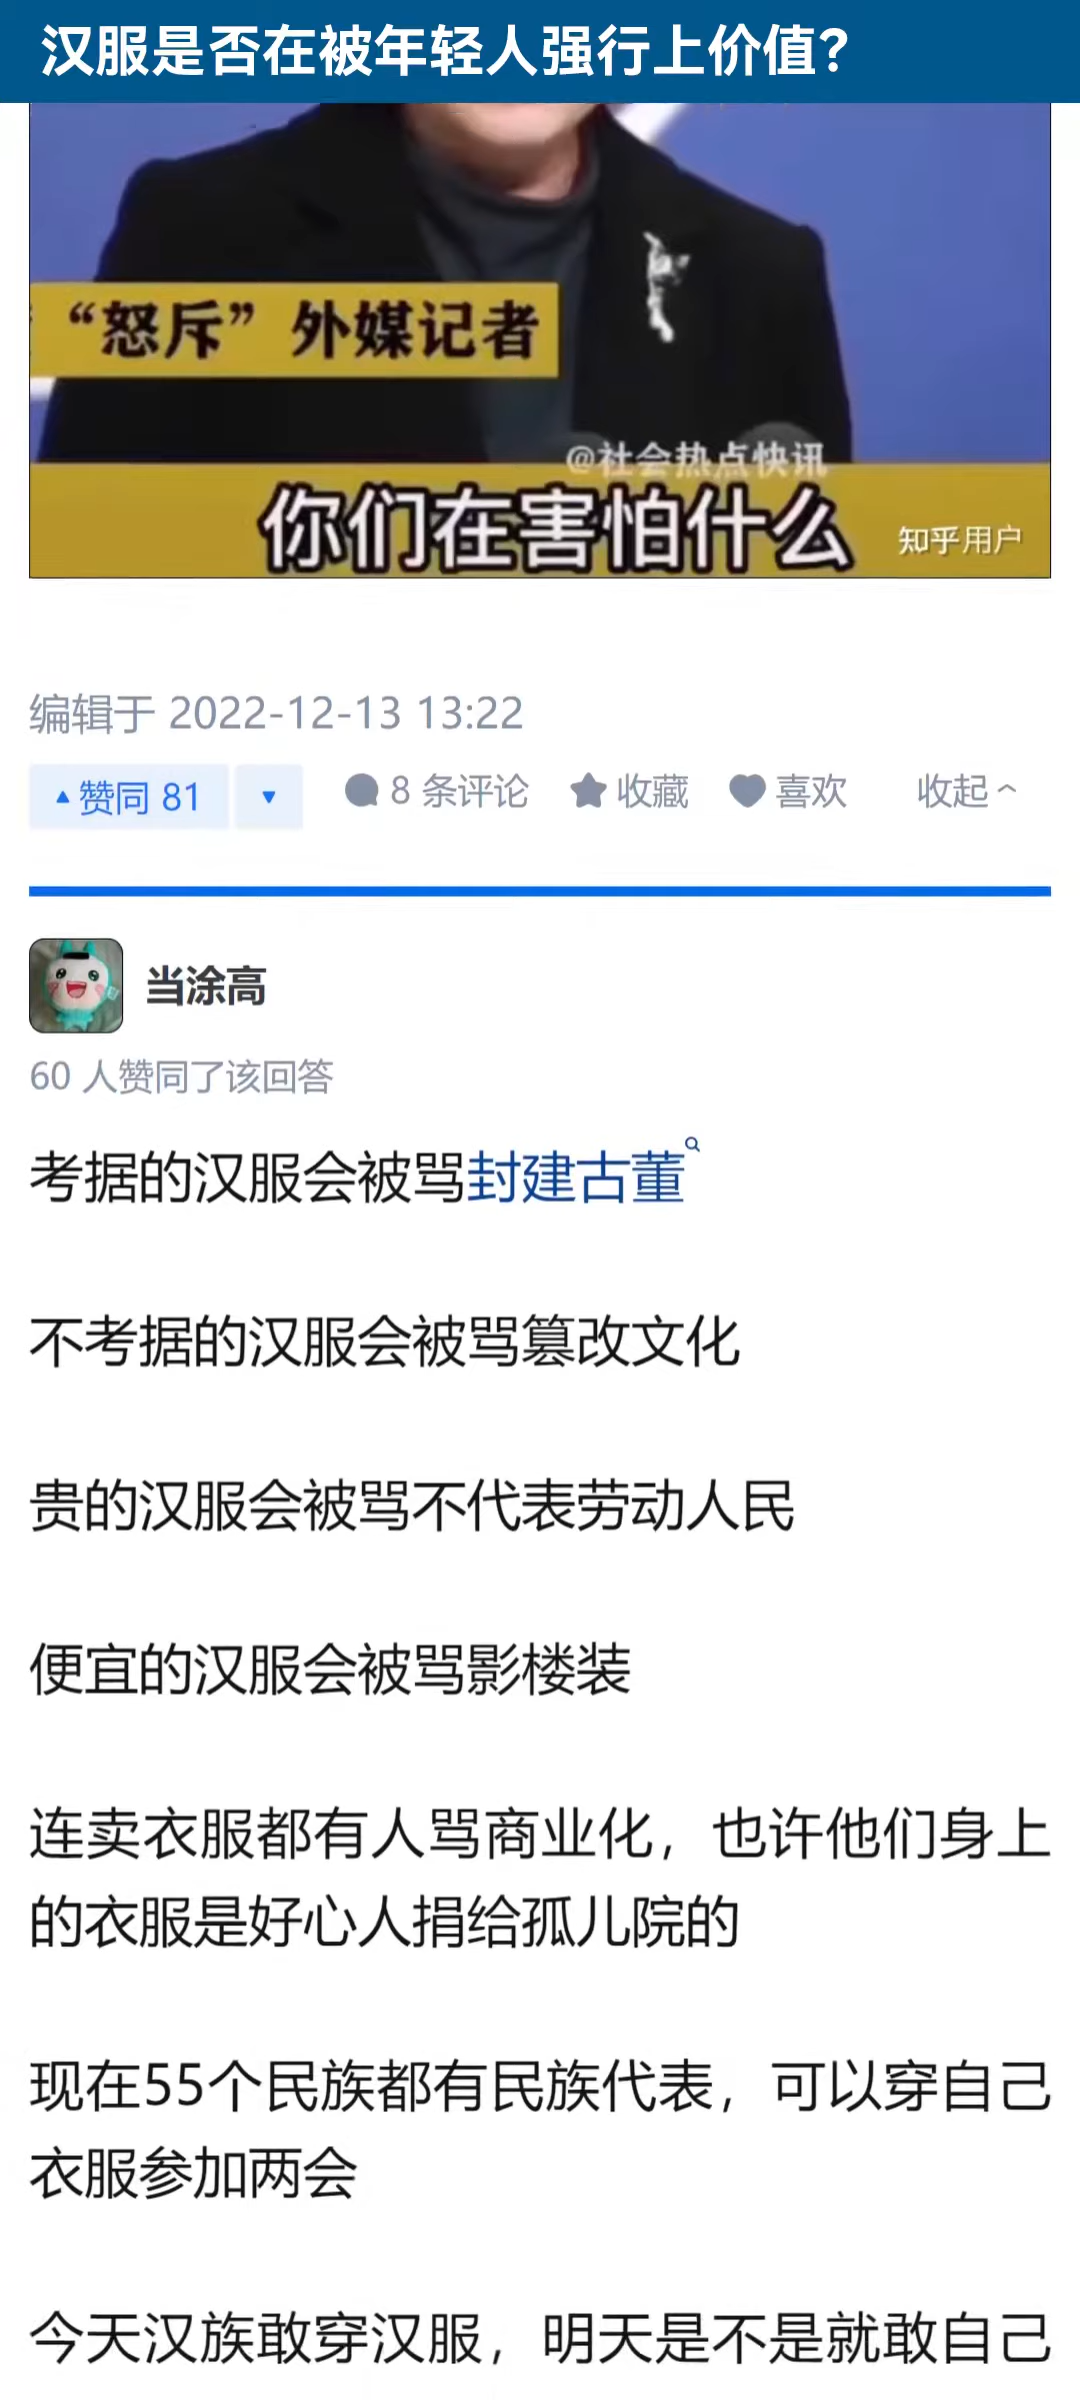 汉服是否在被年轻人强行上价值？
“怒斥”外媒记者
@社会热点快讯
你们在害怕什么
知乎用户
编辑于 2022-12-13 13:22
赞同 81
8 条评论
收藏
喜欢
收起
当涂高
60 人赞同了该回答
考据的汉服会被骂封建古董
不考据的汉服会被骂篡改文化
贵的汉服会被骂不代表劳动人民
便宜的汉服会被骂影楼装
连卖衣服都有人骂商业化，也许他们身上
的衣服是好心人捐给孤儿院的
现在55个民族都有民族代表，可以穿自己
衣服参加两会
今天汉族敢穿汉服，明天是不是就敢自己